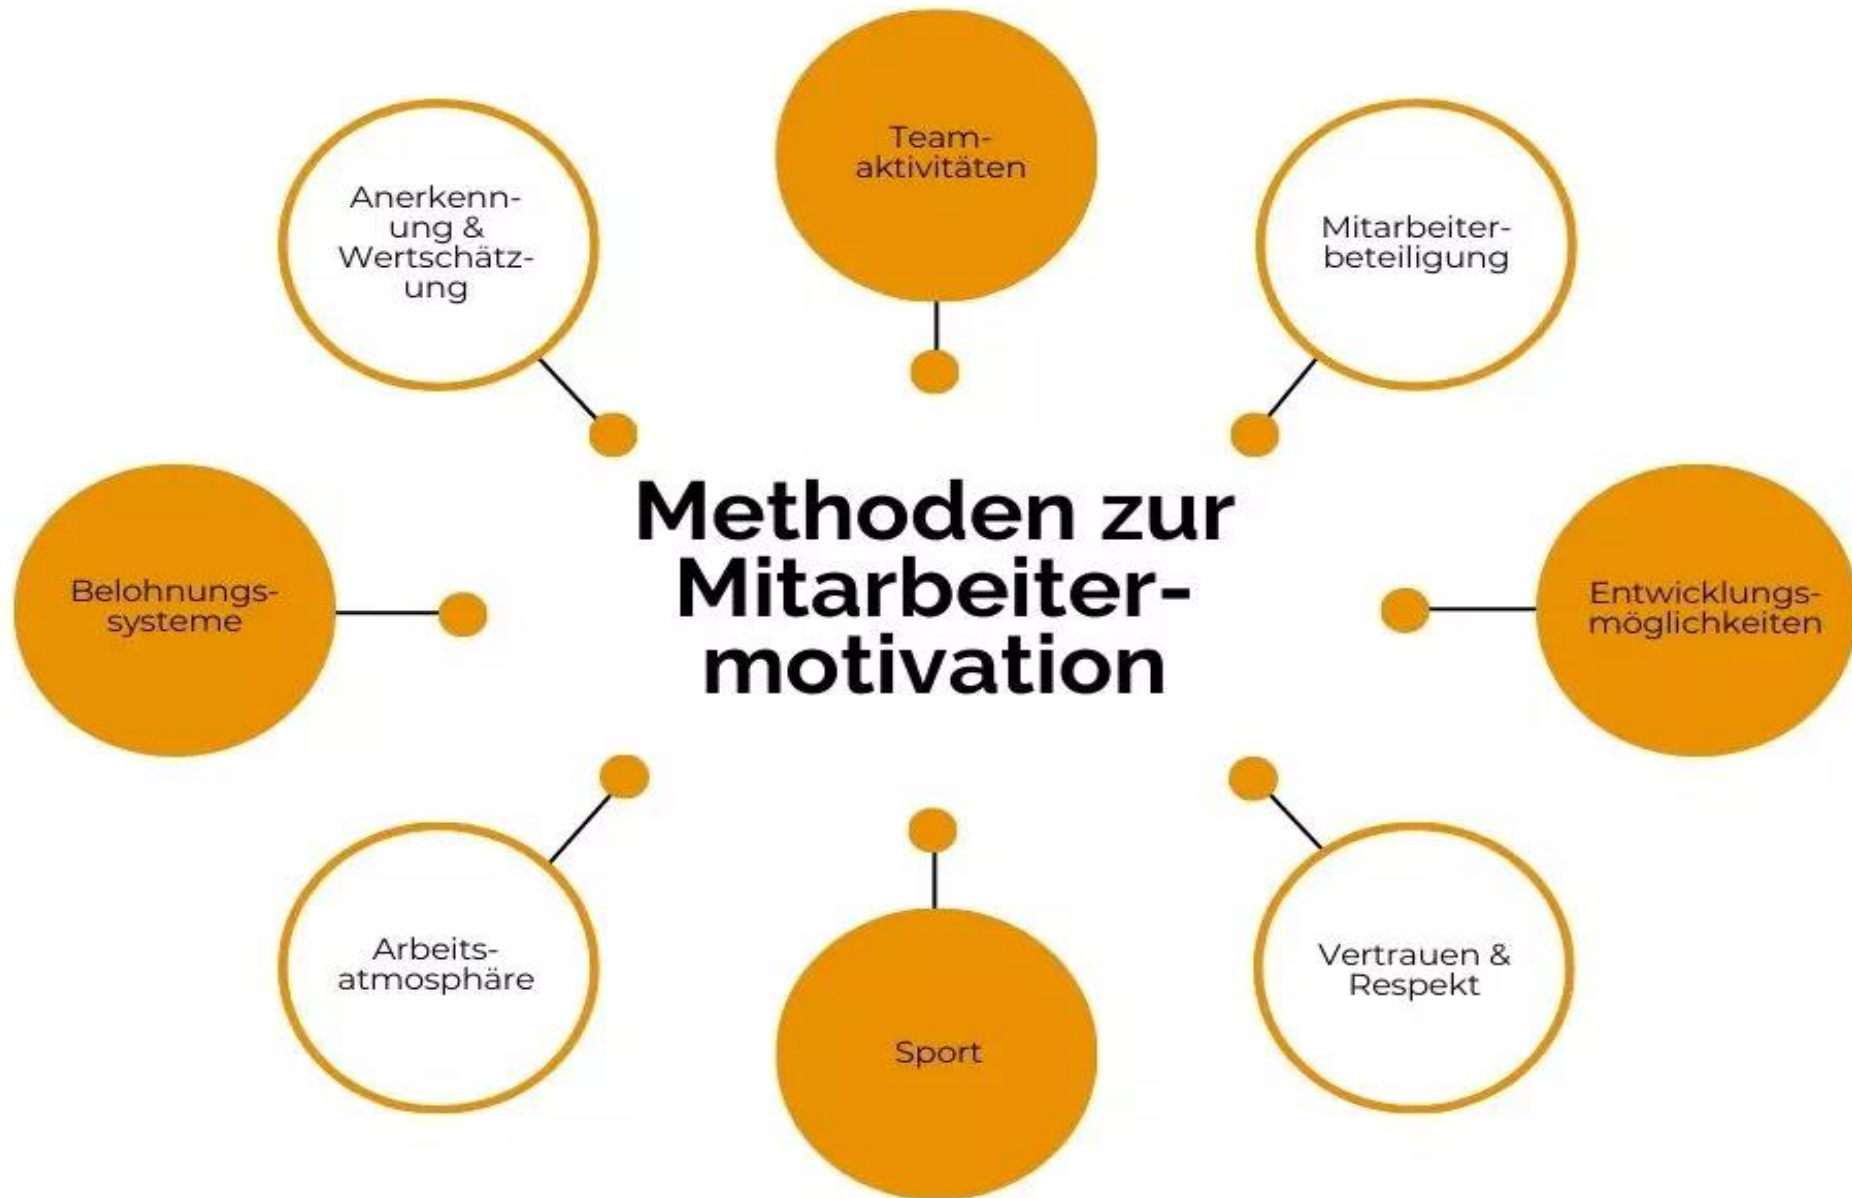 Team-
aktivitäten
Anerkenn-
ung &
Wertschätz-
ung
Mitarbeiter-
beteiligung
Methoden zur
Mitarbeiter-
motivation
Belohnungs-
systeme
Entwicklungs-
möglichkeiten
Arbeits-
atmosphäre
Vertrauen &
Respekt
Sport